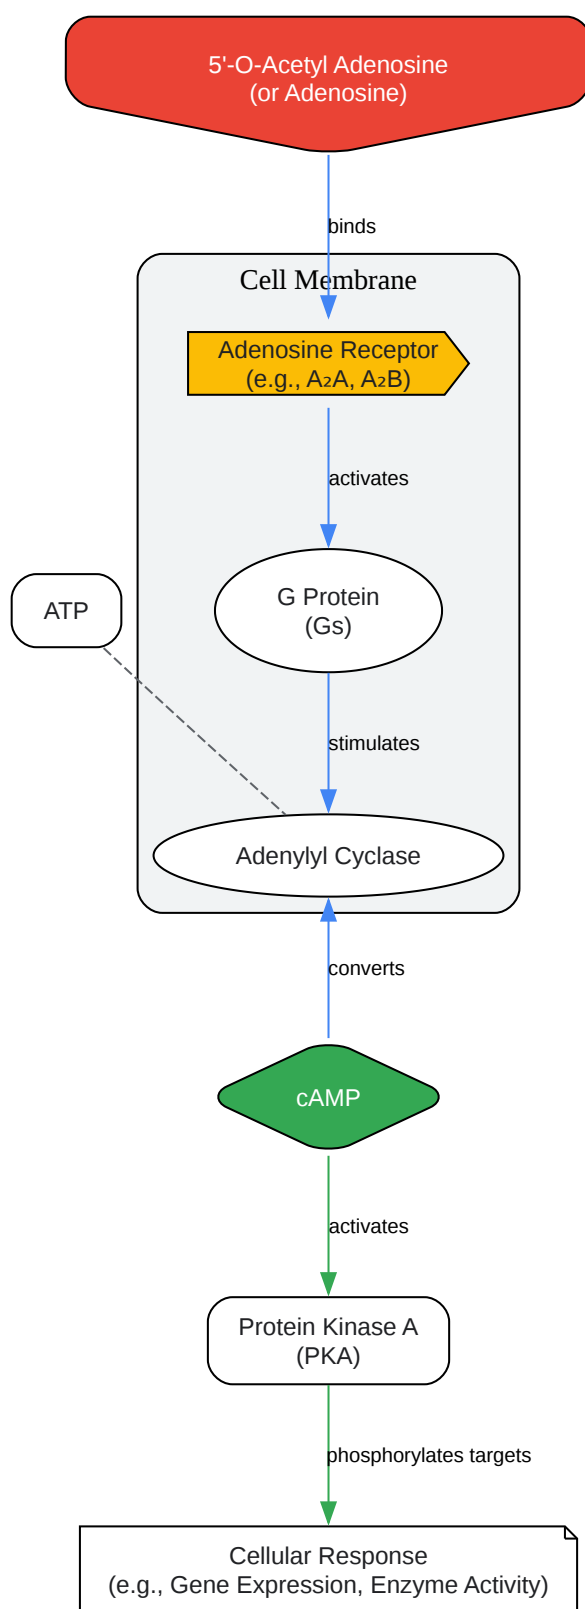 5'-O-Acetyl Adenosine
(or Adenosine)
binds
Cell Membrane
Adenosine Receptor
(e.g., A₂A, A₂B)
activates
G Protein
(Gs)
ATP
stimulates
Adenylyl Cyclase
converts
cAMP
activates
Protein Kinase A
(PKA)
phosphorylates targets
Cellular Response
(e.g., Gene Expression, Enzyme Activity)